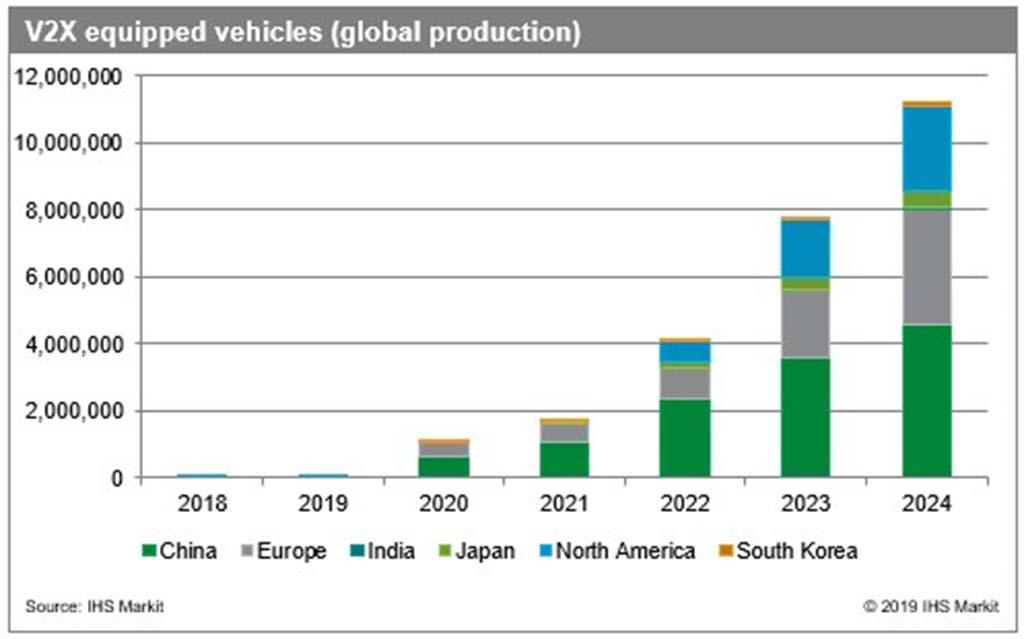 V2X equipped vehicles (global production)
12,000,000
10,000,000
8,000,000
6,000,000
4,000,000
2,000,000
0
2018 2019 2020 2021 2022 2023 2024
China Europe India Japan North America South Korea
Source: IHS Markit © 2019 IHS Markit